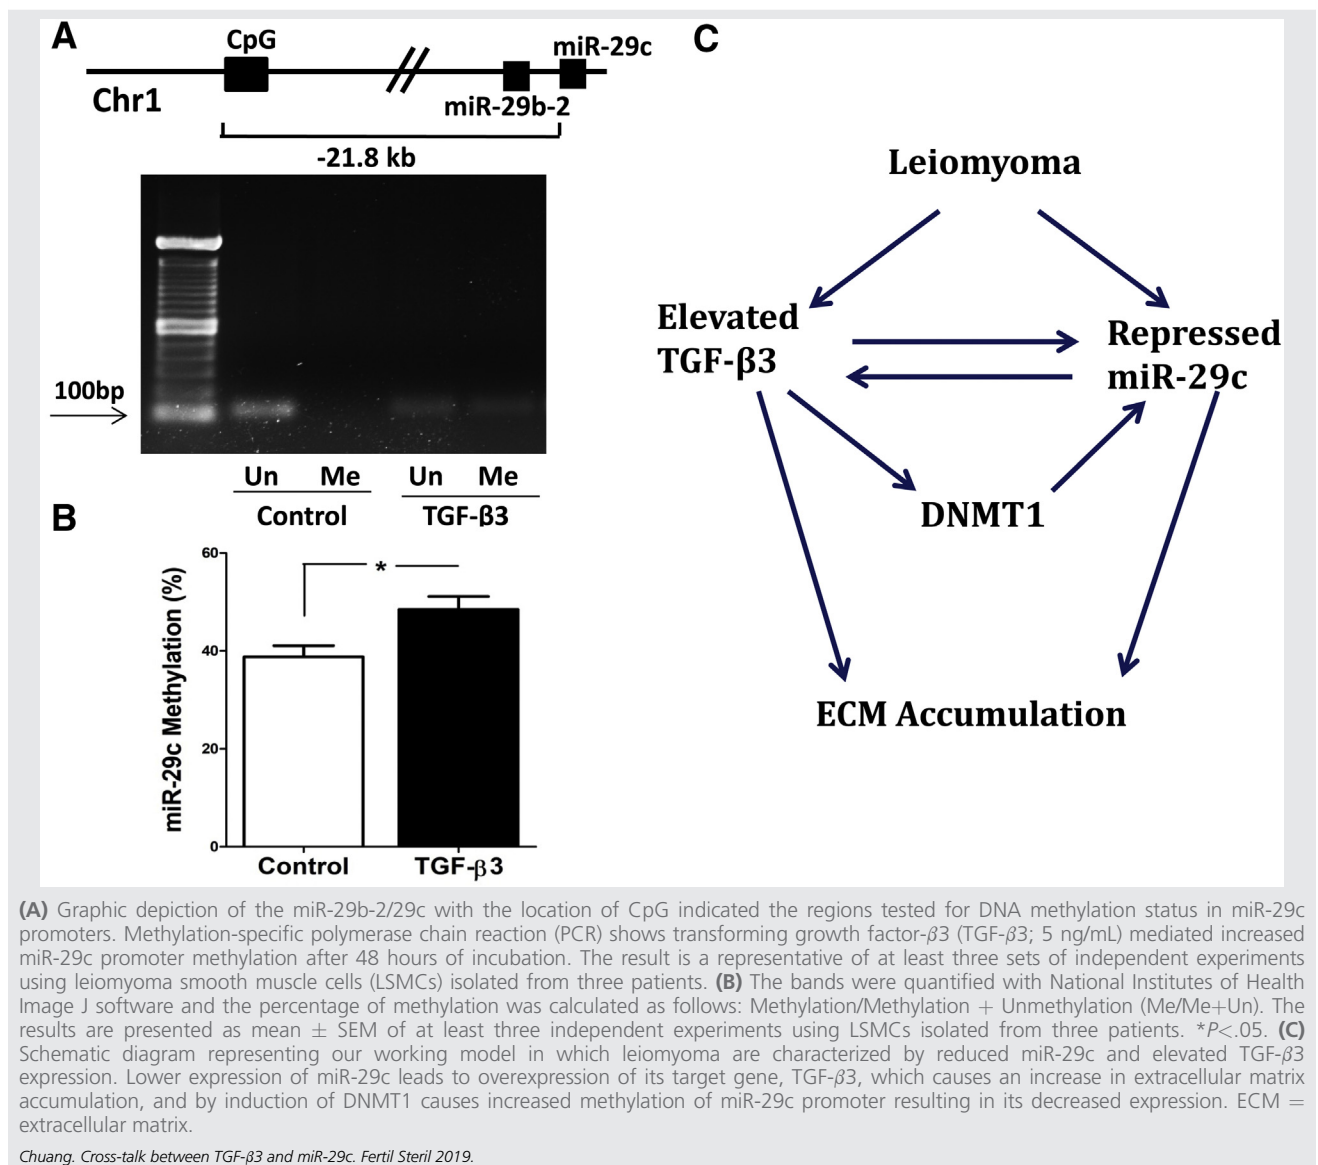 A
CpG
miR-29c
Chr1
miR-29b-2
-21.8 kb
100bp
Un Me Un Me
Control TGF-β3
B
miR-29c Methylation (%)
60
40
20
0
*
Control TGF-β3
C
Leiomyoma
Elevated
TGF-β3
Repressed
miR-29c
DNMT1
ECM Accumulation
(A) Graphic depiction of the miR-29b-2/29c with the location of CpG indicated the regions tested for DNA methylation status in miR-29c
promoters. Methylation-specific polymerase chain reaction (PCR) shows transforming growth factor-β3 (TGF-β3; 5 ng/mL) mediated increased
miR-29c promoter methylation after 48 hours of incubation. The result is a representative of at least three sets of independent experiments
using leiomyoma smooth muscle cells (LSMCs) isolated from three patients. (B) The bands were quantified with National Institutes of Health
Image J software and the percentage of methylation was calculated as follows: Methylation/Methylation + Unmethylation (Me/Me+Un). The
results are presented as mean ± SEM of at least three independent experiments using LSMCs isolated from three patients. *P<.05. (C)
Schematic diagram representing our working model in which leiomyoma are characterized by reduced miR-29c and elevated TGF-β3
expression. Lower expression of miR-29c leads to overexpression of its target gene, TGF-β3, which causes an increase in extracellular matrix
accumulation, and by induction of DNMT1 causes increased methylation of miR-29c promoter resulting in its decreased expression. ECM =
extracellular matrix.
Chuang. Cross-talk between TGF-β3 and miR-29c. Fertil Steril 2019.